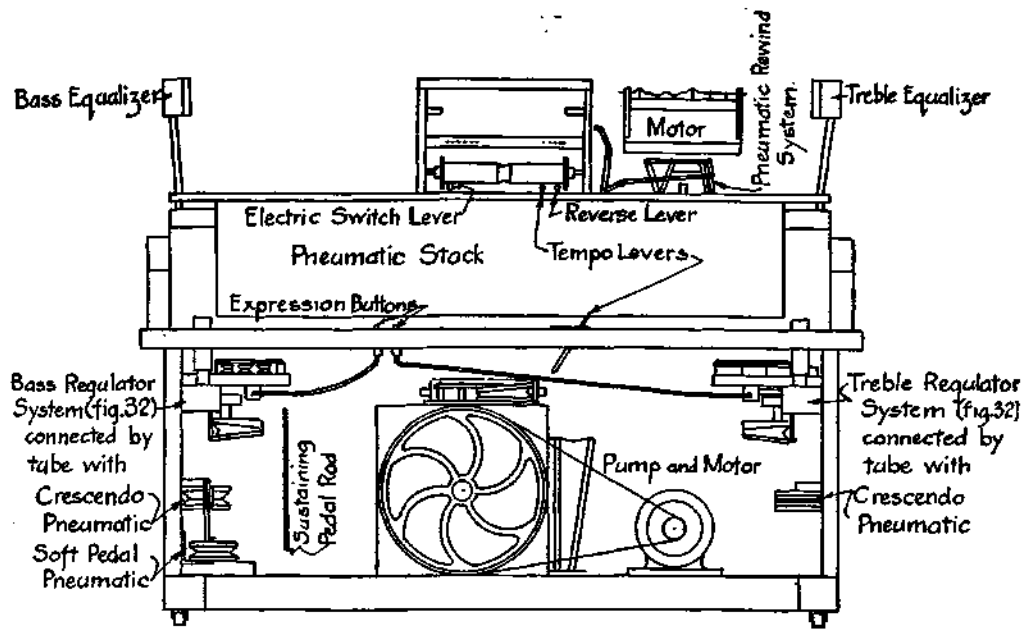 Bass Equalizer
Treble Equalizer
Motor
Pneumatic Rewind
System.
Electric Switch Lever
Reverse Lever
Pneumatic Stack
Tempo Levers
Expression Buttons
Bass Regulator
System (fig.32)
connected by
tube with
Crescendo
Pneumatic
Soft Pedal
Pneumatic
Sustaining
Pedal Rod
Pump and Motor
Treble Regulator
System (fig.32)
connected by
tube with
Crescendo
Pneumatic